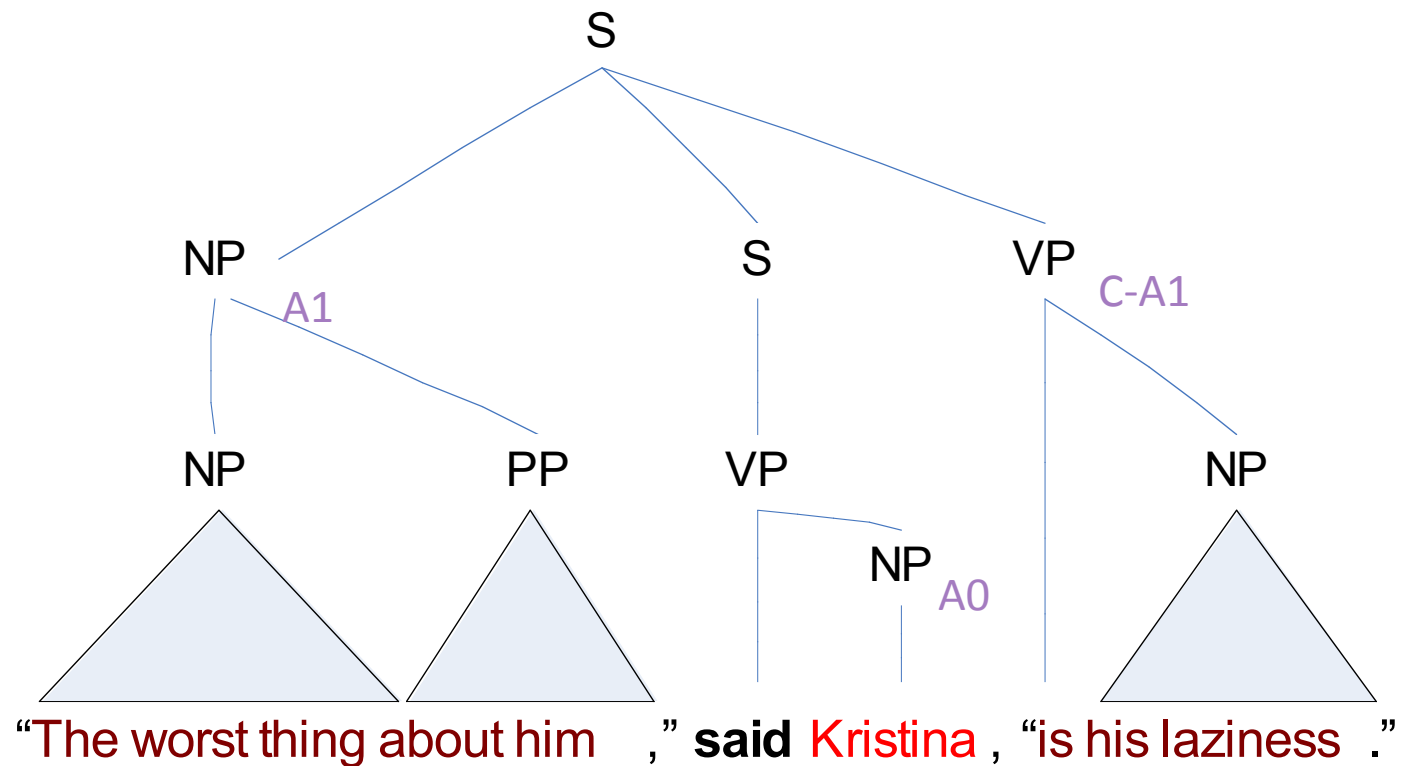 S
NP S VP
A1 C-A1
NP PP VP NP
NP
A0
“The worst thing about him ,” said Kristina , “is his laziness .”